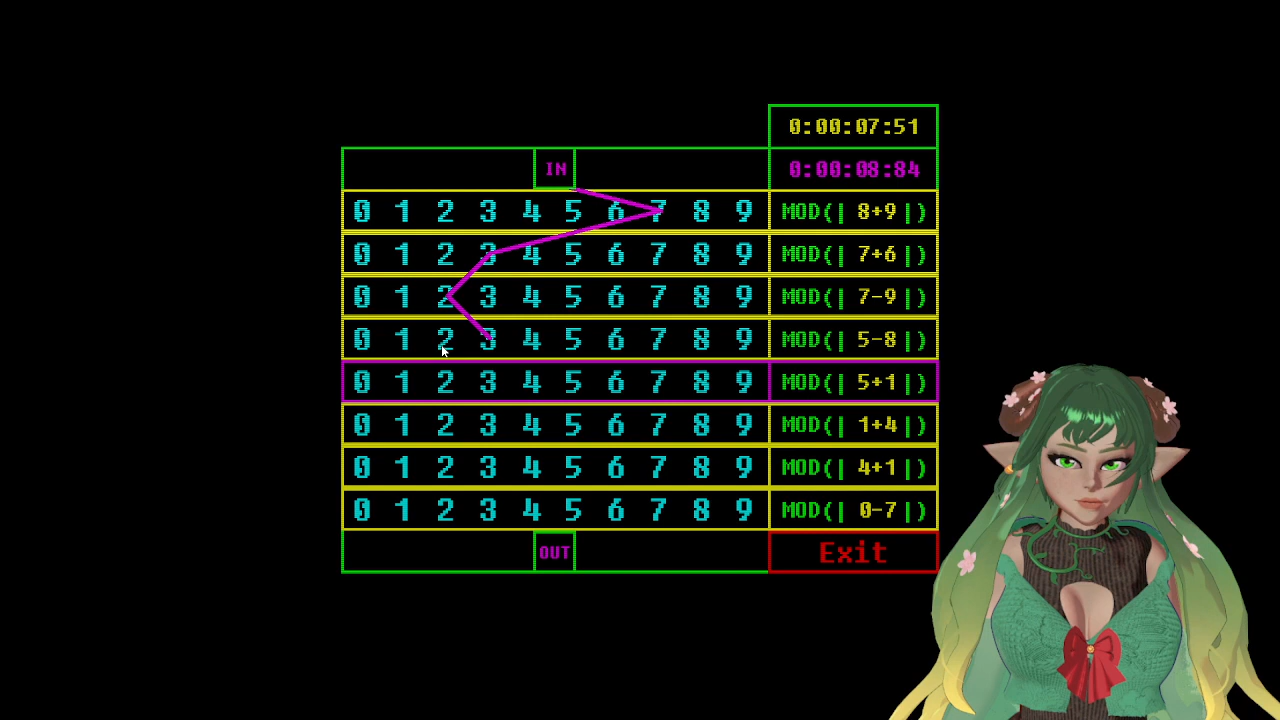 0:00:07:51
IN 0:00:08:84
0 1 2 3 4 5 6 7 8 9 MOD(| 8+9 |)
0 1 2 3 4 5 6 7 8 9 MOD(| 7+6 |)
0 1 2 3 4 5 6 7 8 9 MOD(| 7-9 |)
0 1 2 3 4 5 6 7 8 9 MOD(| 5-8 |)
0 1 2 3 4 5 6 7 8 9 MOD(| 5+1 |)
0 1 2 3 4 5 6 7 8 9 MOD(| 1+4 |)
0 1 2 3 4 5 6 7 8 9 MOD(| 4+1 |)
0 1 2 3 4 5 6 7 8 9 MOD(| 0-7 |)
OUT Exit